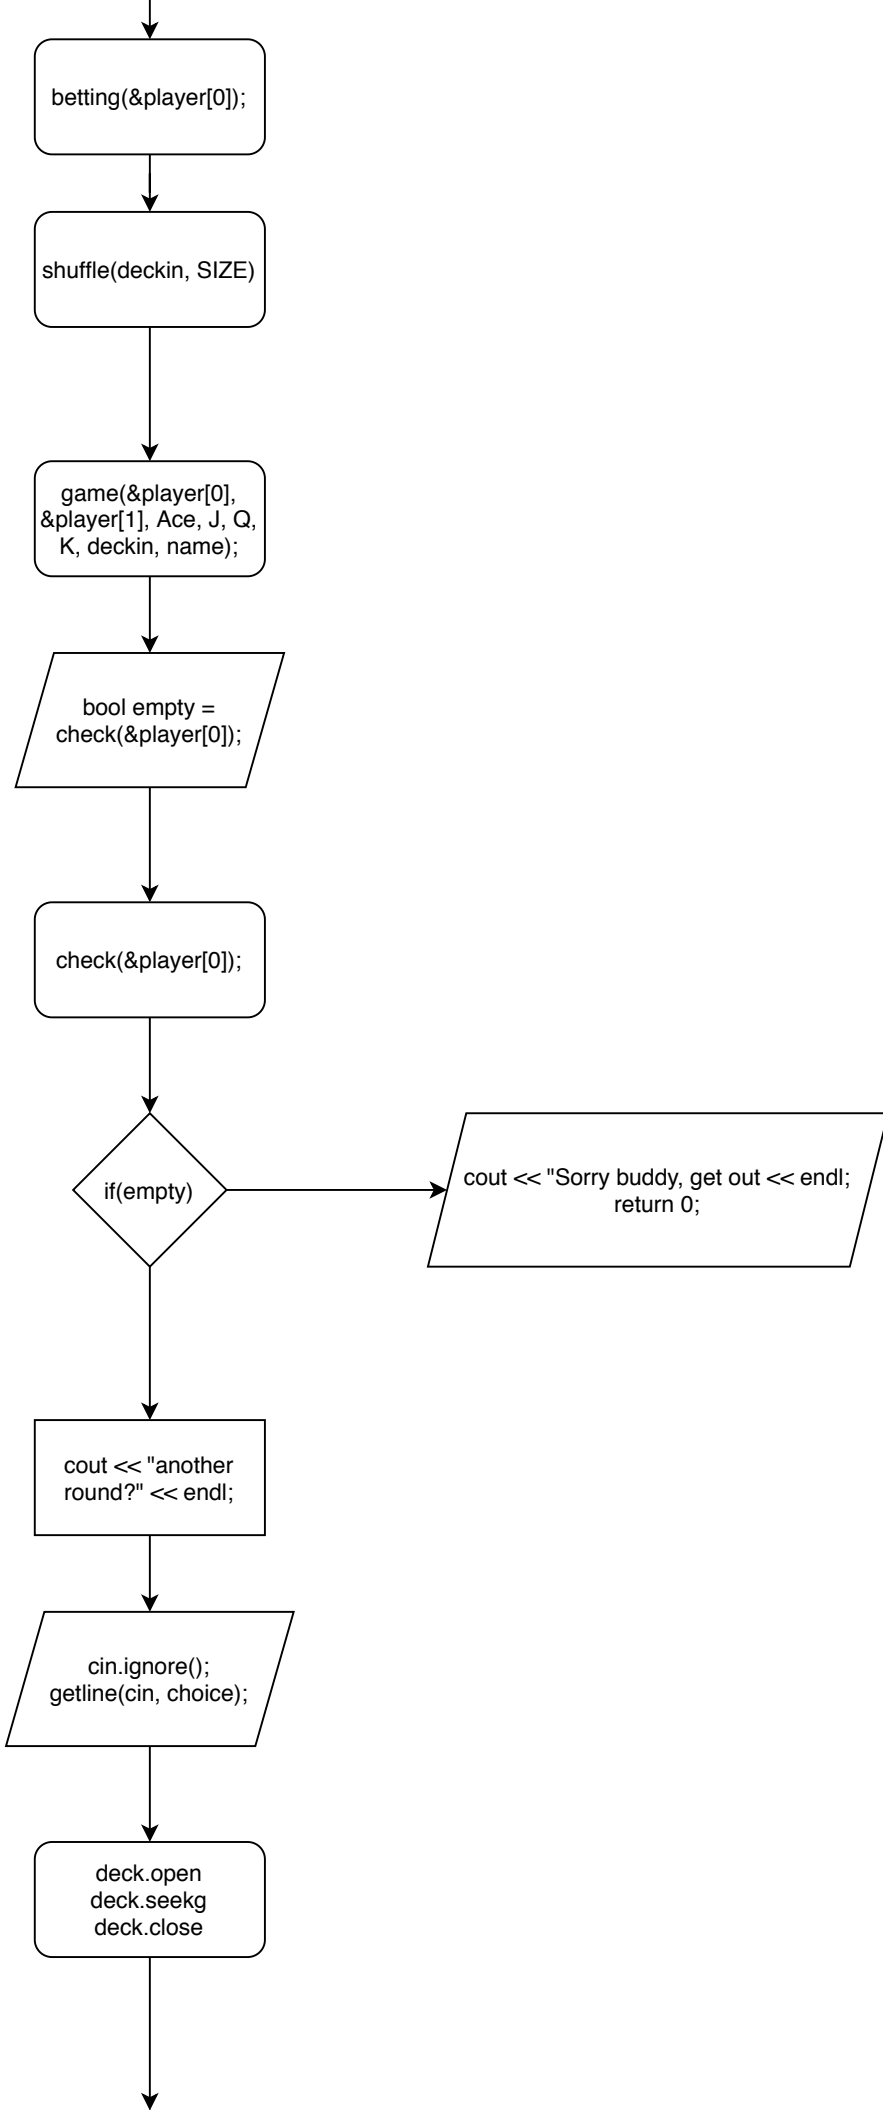 betting(&player[0]);
shuffle(deckin, SIZE)
game(&player[0],
&player[1], Ace, J, Q,
K, deckin, name);
bool empty =
check(&player[0]);
check(&player[0]);
if(empty)
cout << "Sorry buddy, get out << endl;
return 0;
cout << "another
round?" << endl;
cin.ignore();
getline(cin, choice);
deck.open
deck.seekg
deck.close